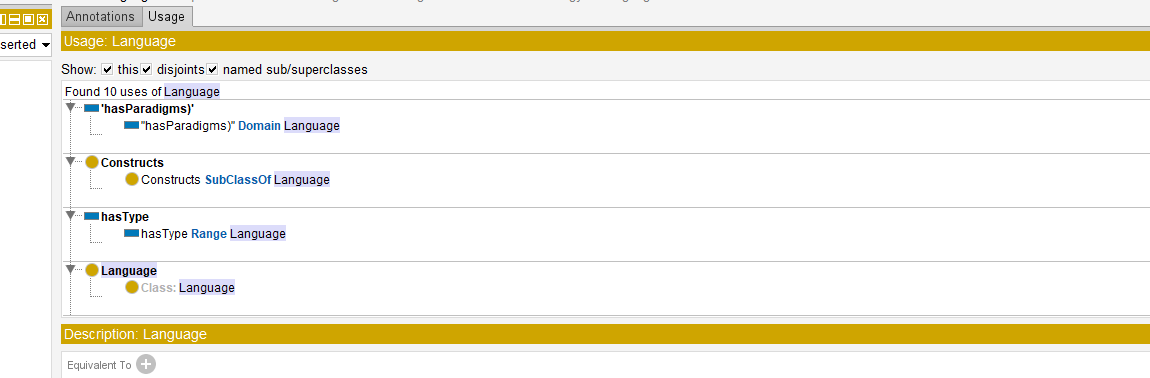 Annotations Usage
serted
Usage: Language
Show: this disjoints named sub/superclasses
Found 10 uses of Language
'hasParadigms)'
"hasParadigms)" Domain Language
Constructs
Constructs SubClassOf Language
hasType
hasType Range Language
Language
Class: Language
Description: Language
Equivalent To